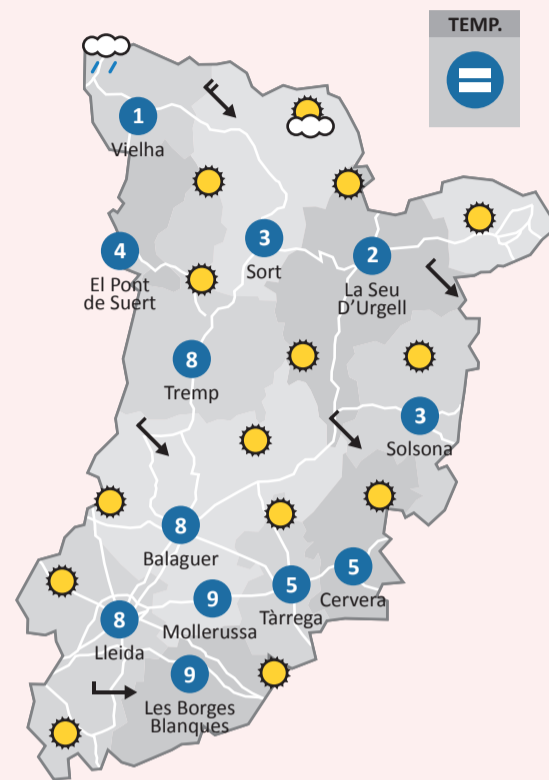 TEMP.
=
1
Vielha
4
El Pont
de Suert
3
Sort
2
La Seu
D'Urgell
8
Tremp
3
Solsona
8
Balaguer
5
Cervera
5
Tàrrega
9
Mollerussa
8
Lleida
9
Les Borges
Blanques